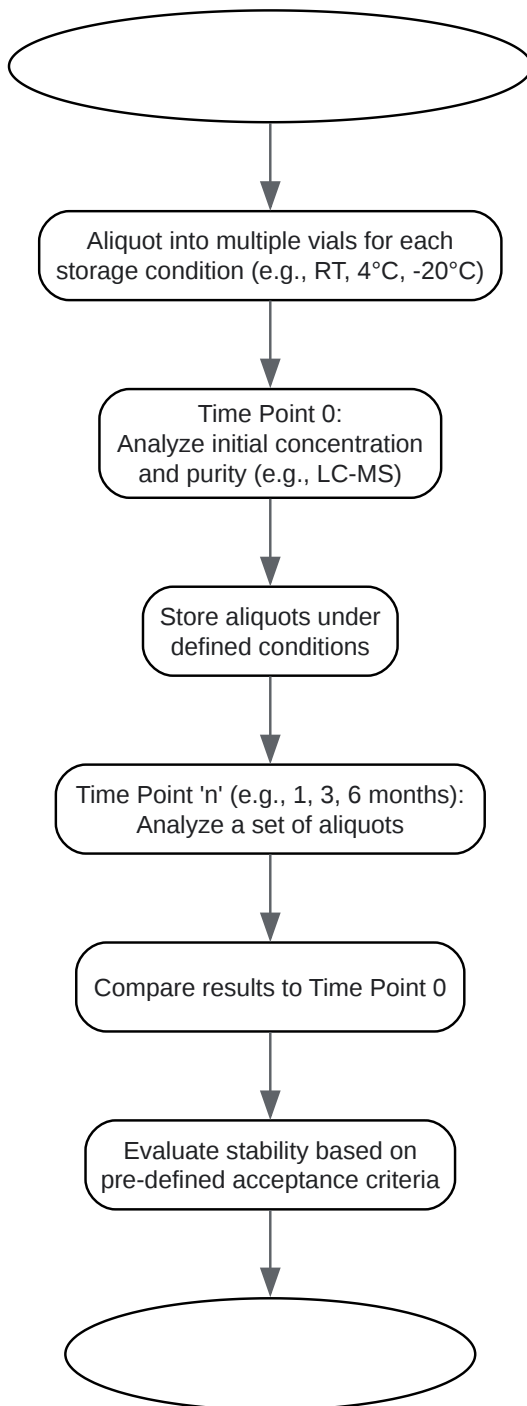 Aliquot into multiple vials for each
storage condition (e.g., RT, 4°C, -20°C)
Time Point 0:
Analyze initial concentration
and purity (e.g., LC-MS)
Store aliquots under
defined conditions
Time Point 'n' (e.g., 1, 3, 6 months):
Analyze a set of aliquots
Compare results to Time Point 0
Evaluate stability based on
pre-defined acceptance criteria